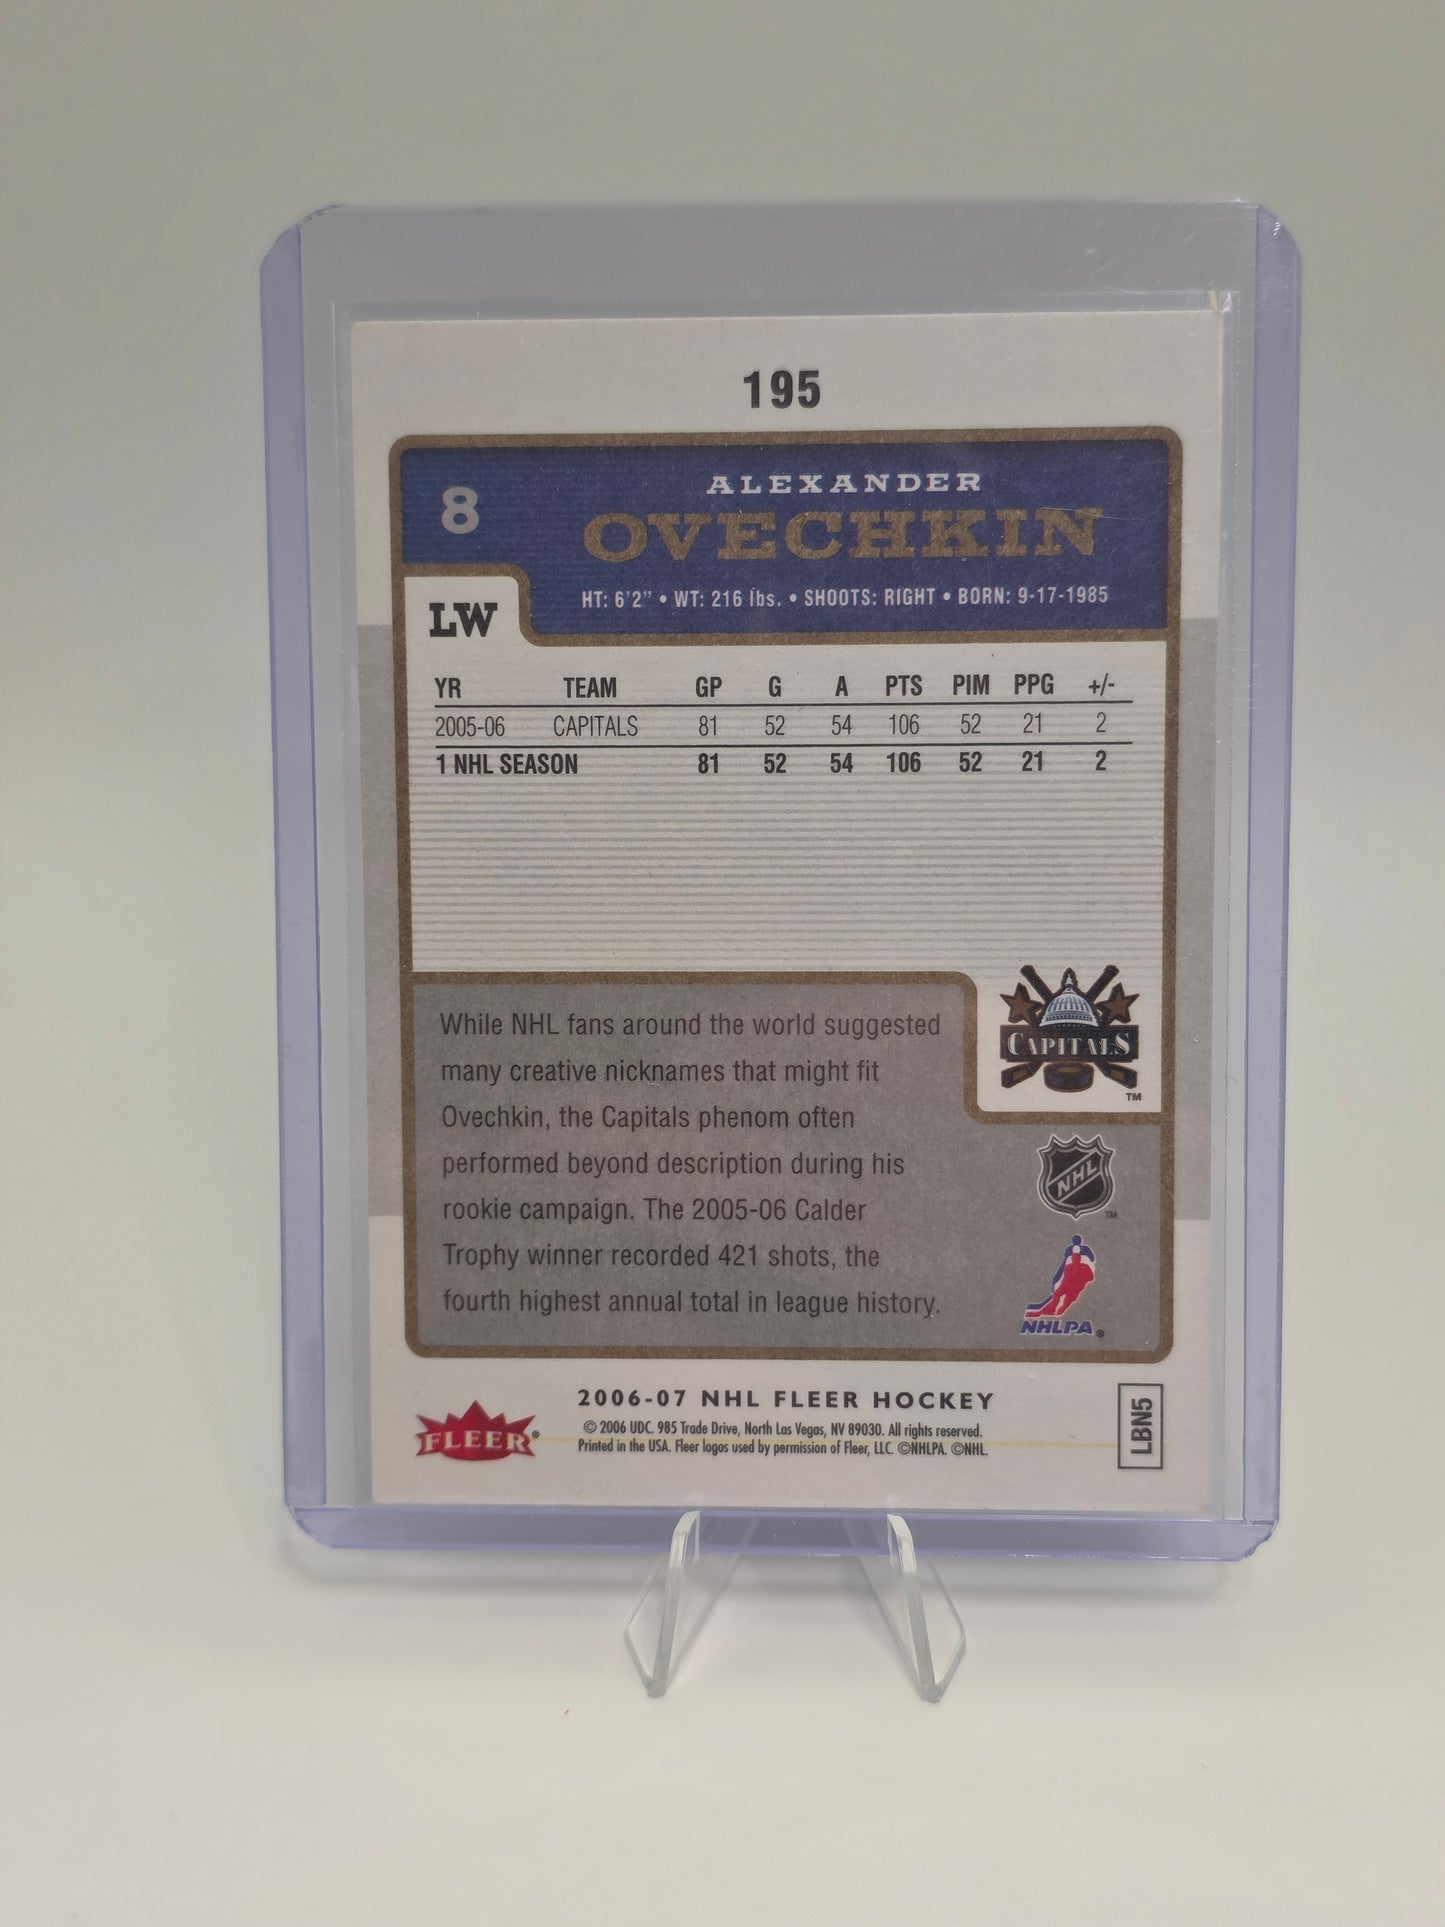 195
8
ALEXANDER
OVECHKIN
HT: 6'2" • WT: 216 lbs. • SHOOTS: RIGHT • BORN: 9-17-1985
LW
YR TEAM GP G A PTS PIM PPG +/-
2005-06 CAPITALS 81 52 54 106 52 21 2
1 NHL SEASON 81 52 54 106 52 21 2
While NHL fans around the world suggested
many creative nicknames that might fit
Ovechkin, the Capitals phenom often
performed beyond description during his
rookie campaign. The 2005-06 Calder
Trophy winner recorded 421 shots, the
fourth highest annual total in league history.
CAPITALS
TM
NHL
TM
NHLPA®
FLEER®
2006-07 NHL FLEER HOCKEY
© 2006 UDC. 985 Trade Drive, North Las Vegas, NV 89030. All rights reserved.
Printed in the USA. Fleer logos used by permission of Fleer, LLC. ©NHLPA. ©NHL.
LBN5